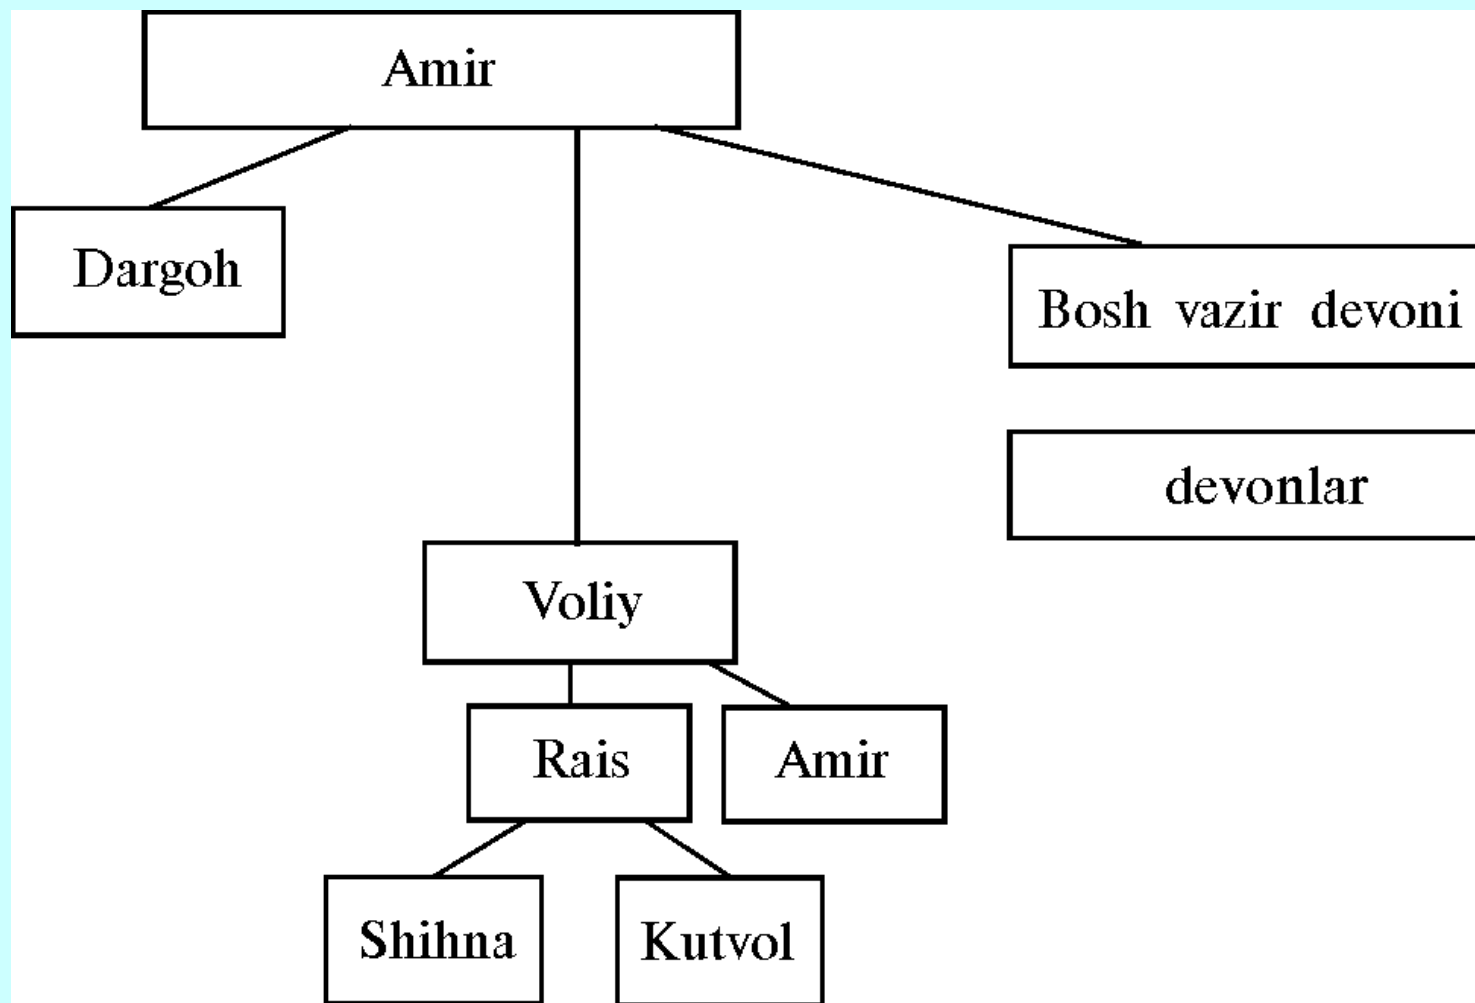 Amir
Dargoh
Bosh vazir devoni
devonlar
Voliy
Rais
Amir
Shihna
Kutvol